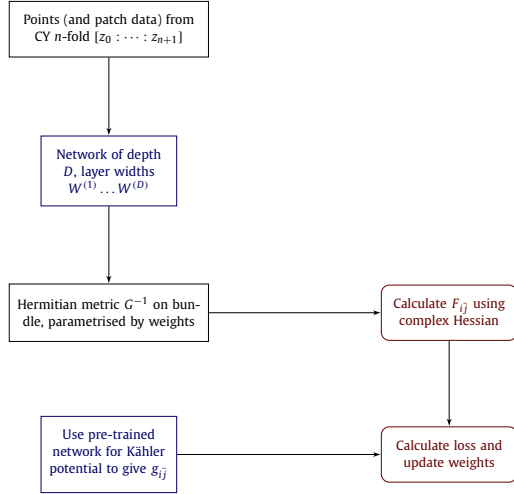 Points (and patch data) from
CY n-fold [z₀ : ⋯ : zₙ₊₁]
Network of depth
D, layer widths
W⁽¹⁾ … W⁽ᴰ⁾
Hermitian metric G⁻¹ on bun-
dle, parametrised by weights
Calculate F_{ij̄} using
complex Hessian
Use pre-trained
network for Kähler
potential to give g_{ij̄}
Calculate loss and
update weights